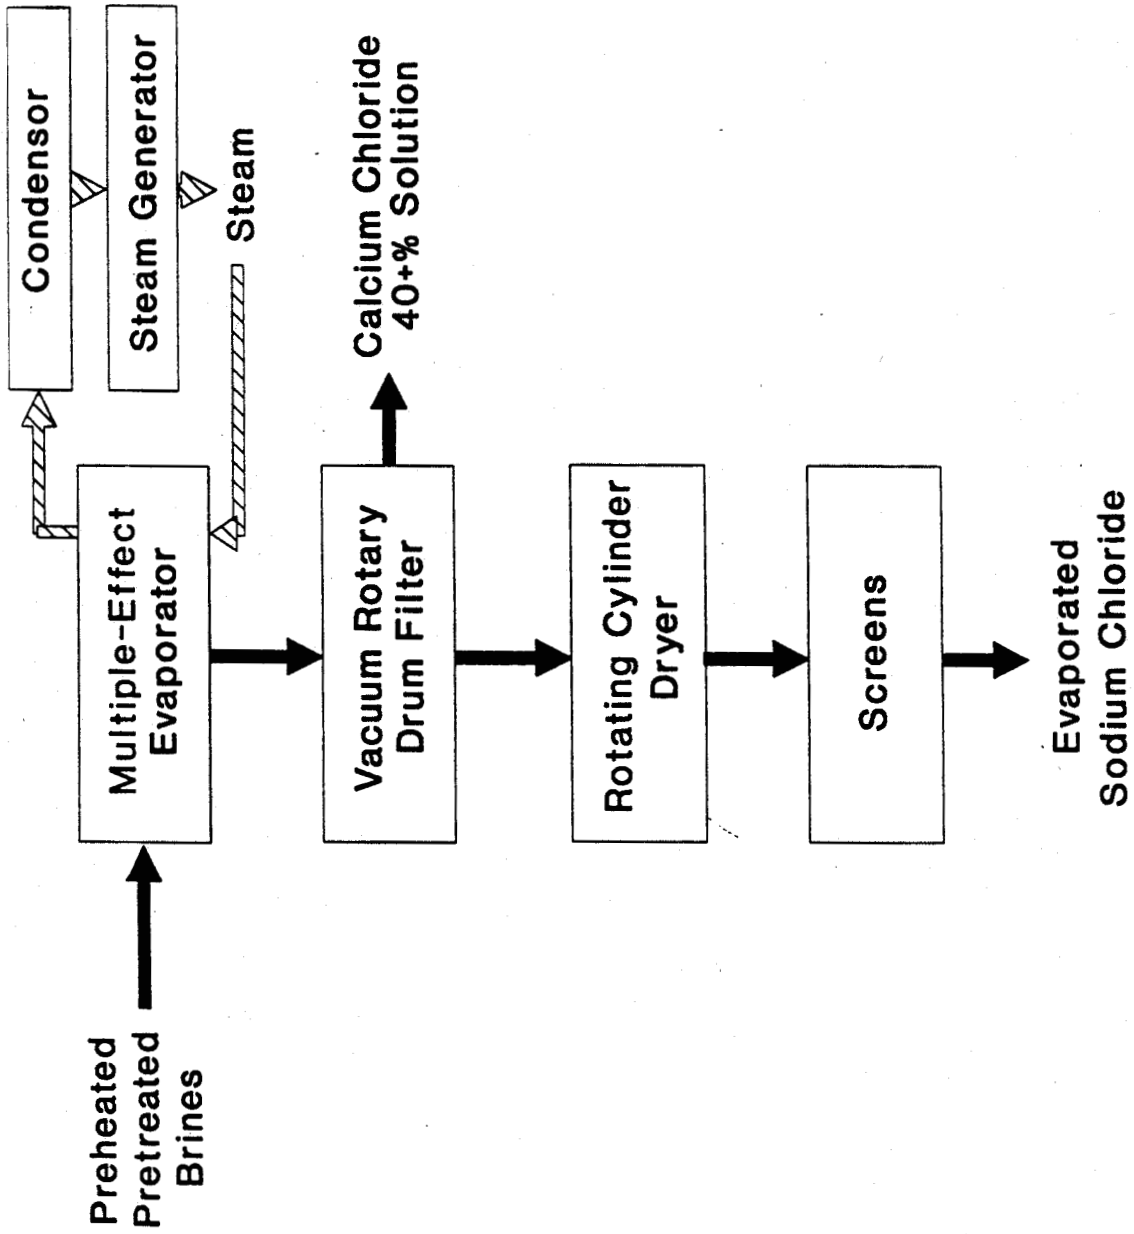 Condensor
Steam Generator
Steam
Preheated
Pretreated
Brines
Multiple-Effect
Evaporator
Vacuum Rotary
Drum Filter
Calcium Chloride
40+% Solution
Rotating Cylinder
Dryer
Screens
Evaporated
Sodium Chloride